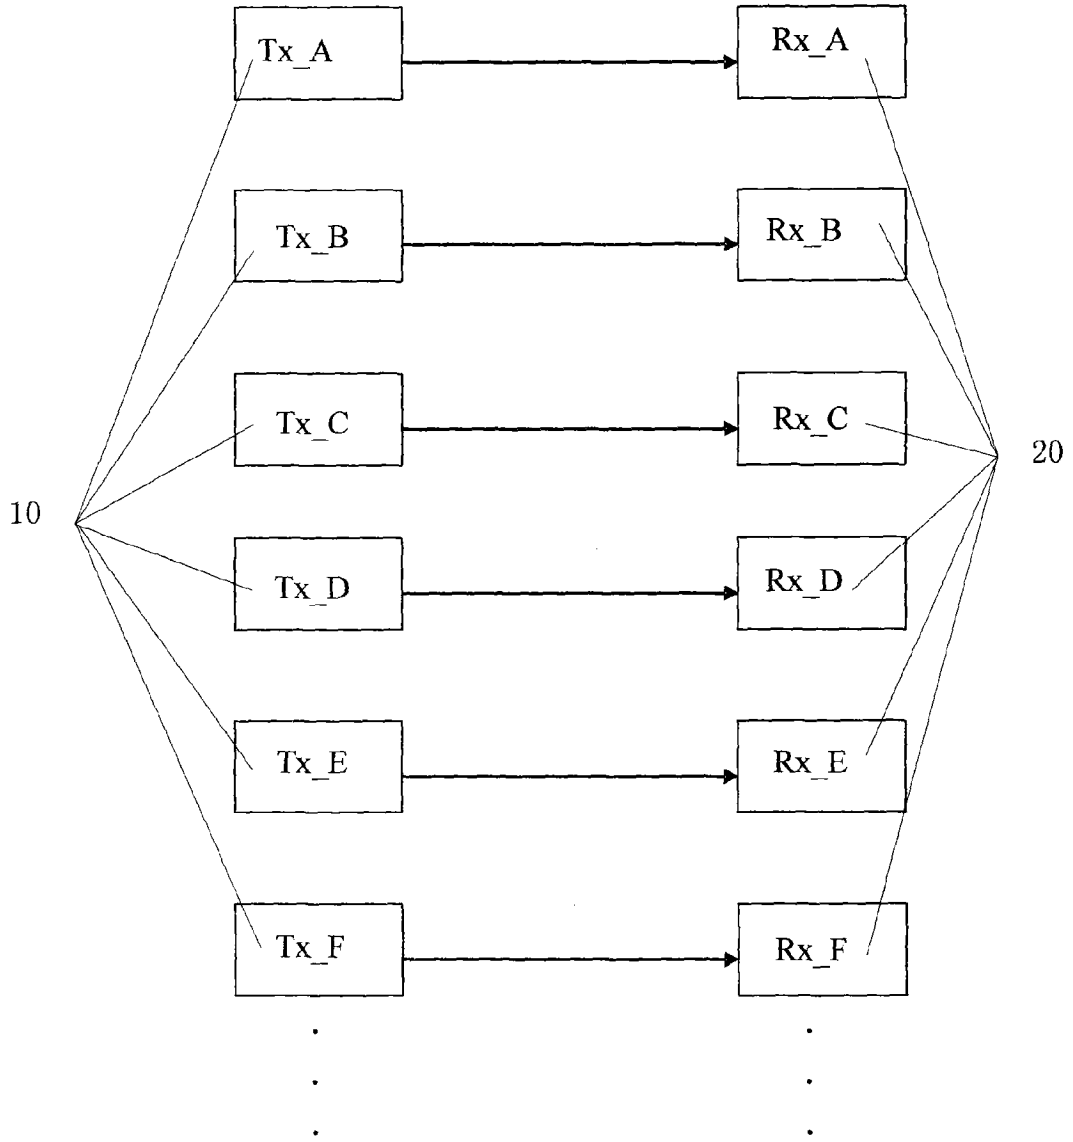 Tx_A Rx_A
Tx_B Rx_B
Tx_C Rx_C
20
10
Tx_D Rx_D
Tx_E Rx_E
Tx_F Rx_F